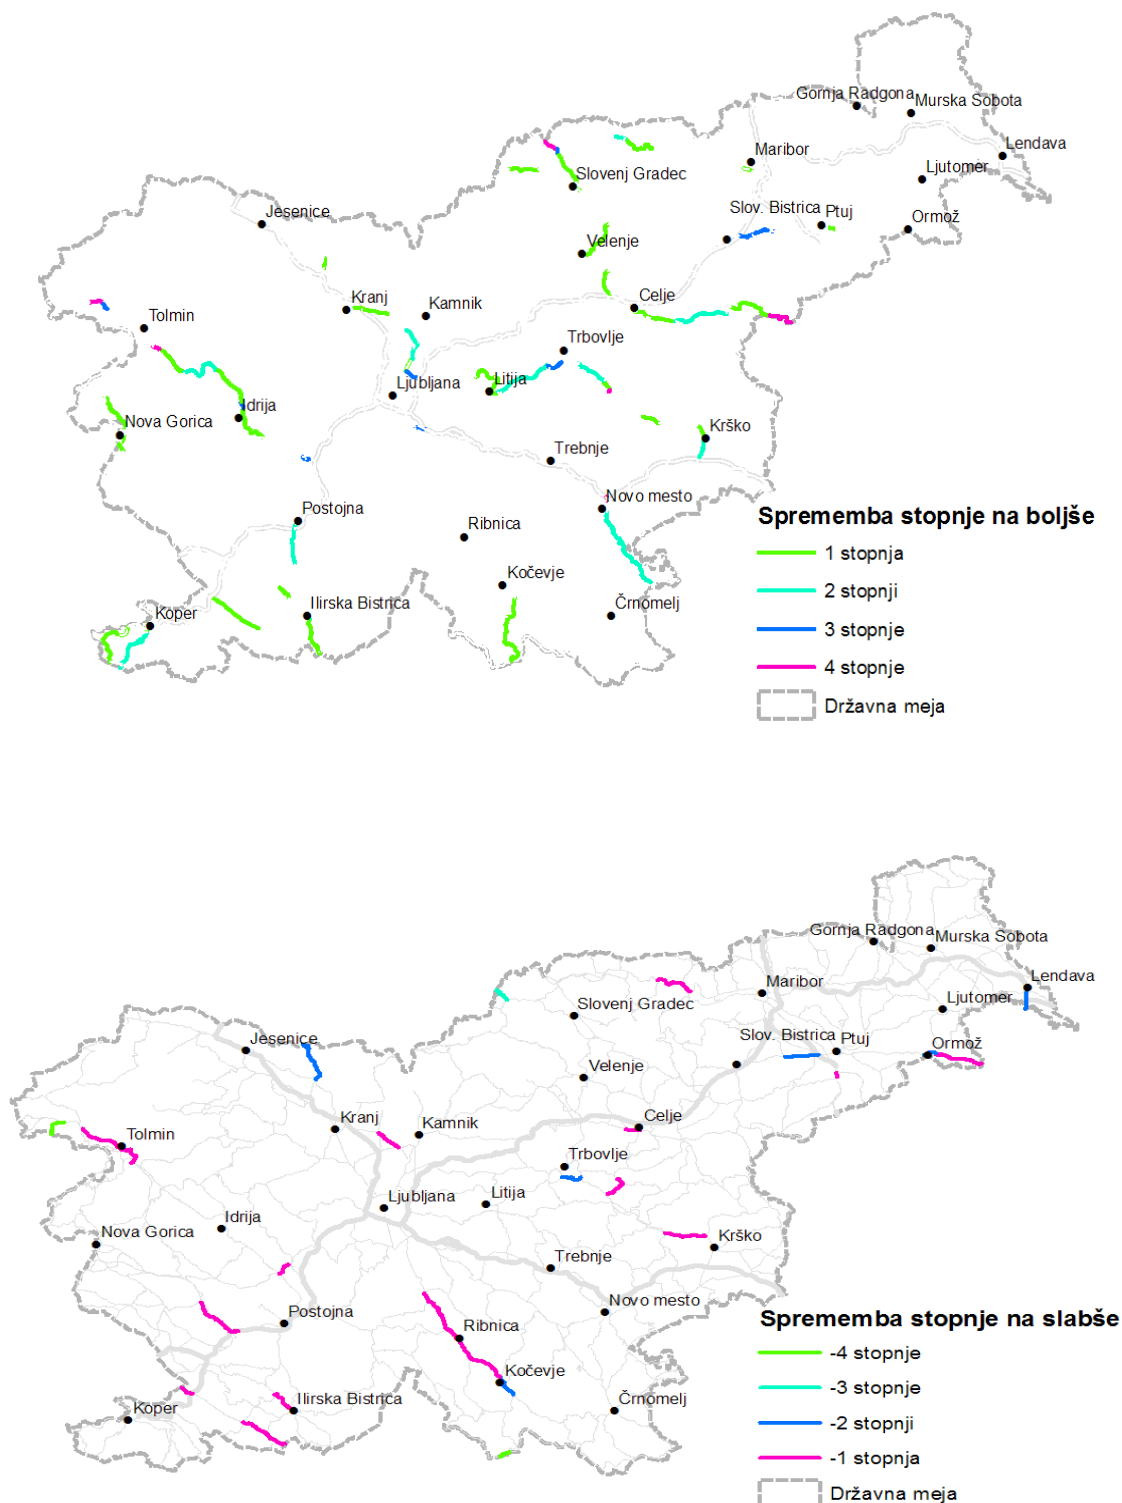 Gornja Radgona
Murska Sobota
Maribor
Lendava
Ljutomer
Slovenj Gradec
Jesenice
Slov. Bistrica
Ptuj
Ormož
Velenje
Kranj
Kamnik
Celje
Tolmin
Trbovlje
Ljubljana
Litija
Idrija
Nova Gorica
Krško
Trebnje
Novo mesto
Postojna
Ribnica
Kočevje
Ilirska Bistrica
Koper
Črnomelj
Sprememba stopnje na boljše
1 stopnja
2 stopnji
3 stopnje
4 stopnje
Državna meja
Gornja Radgona
Murska Sobota
Maribor
Lendava
Ljutomer
Slovenj Gradec
Jesenice
Slov. Bistrica
Ptuj
Ormož
Velenje
Kranj
Kamnik
Celje
Tolmin
Trbovlje
Ljubljana
Litija
Idrija
Nova Gorica
Krško
Trebnje
Novo mesto
Postojna
Ribnica
Kočevje
Ilirska Bistrica
Koper
Črnomelj
Sprememba stopnje na slabše
-4 stopnje
-3 stopnje
-2 stopnji
-1 stopnja
Državna meja